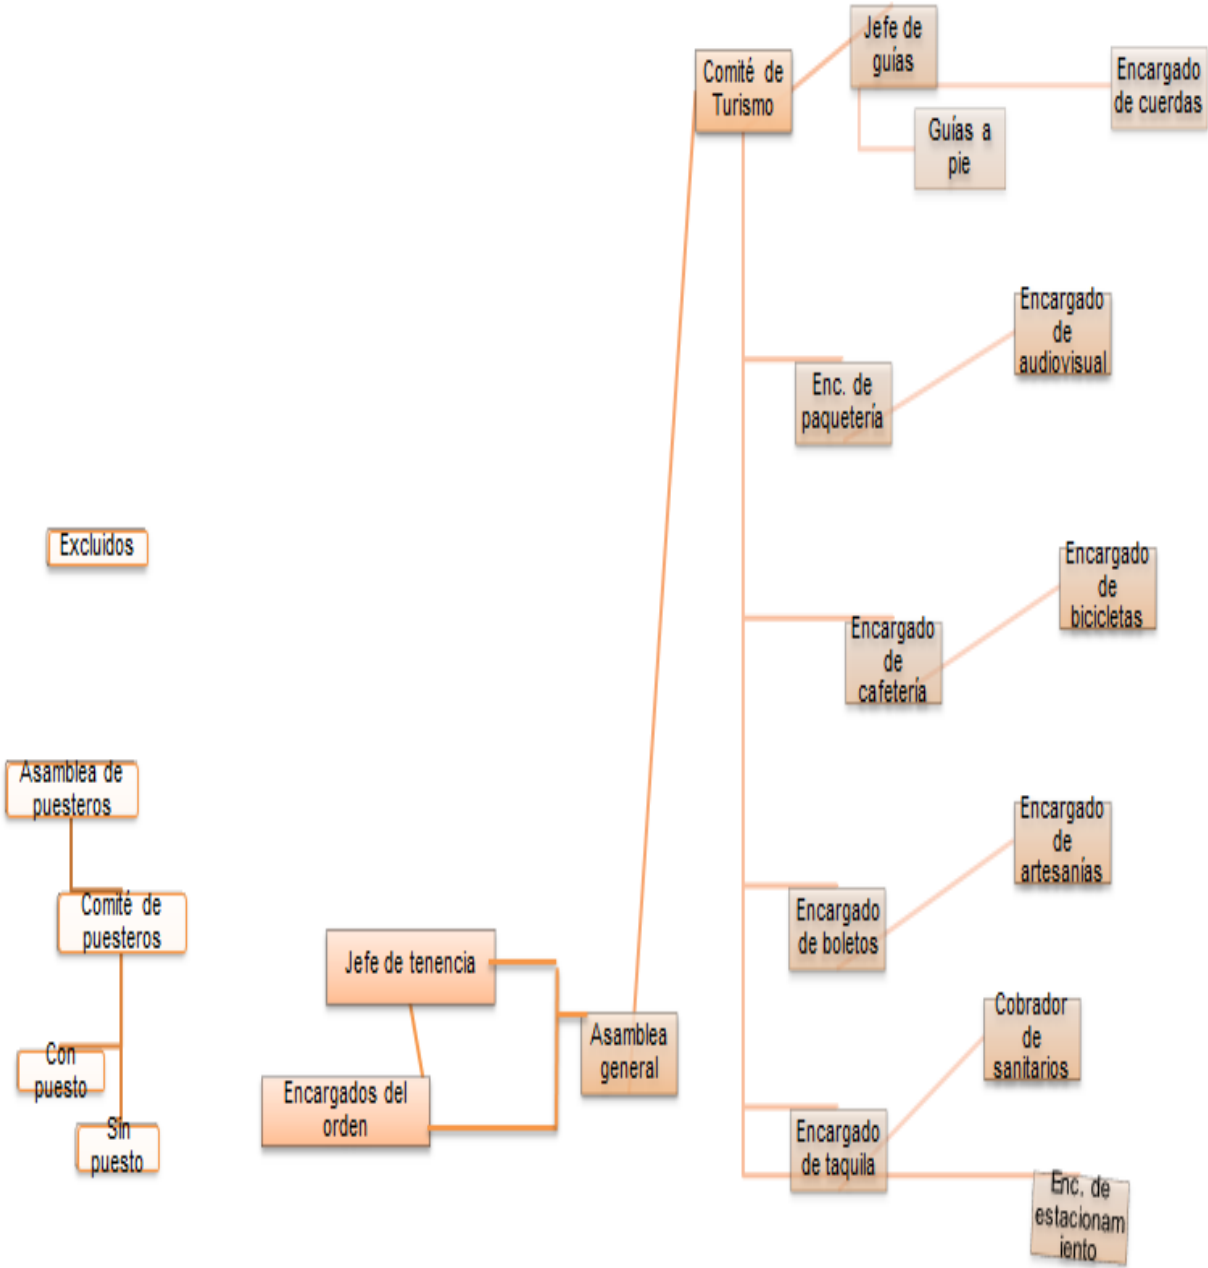 Jefe de
guías
Comité de
Turismo
Encargado
de cuerdas
Guías a
pie
Encargado
de
audiovisual
Enc. de
paquetería
Excluidos
Encargado
de
bicicletas
Encargado
de
cafetería
Asamblea de
puesteros
Encargado
de
artesanías
Comité de
puesteros
Encargado
de boletos
Jefe de tenencia
Asamblea
general
Cobrador
de
sanitarios
Con
puesto
Encargados del
orden
Sin
puesto
Encargado
de taquila
Enc. de
estacionam
iento